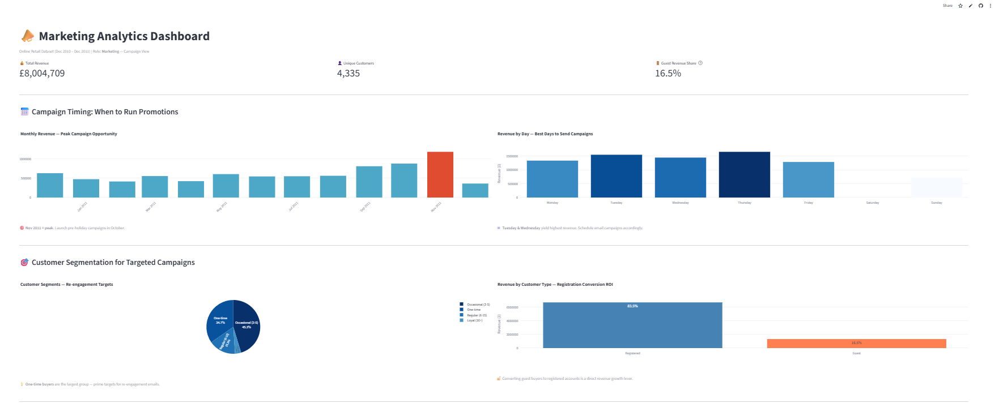 Share
Marketing Analytics Dashboard
Online Retail Dataset (Dec 2010 – Dec 2011) | Role: Marketing — Campaign View
Total Revenue
£8,004,709
Unique Customers
4,335
Guest Revenue Share
16.5%
Campaign Timing: When to Run Promotions
Monthly Revenue — Peak Campaign Opportunity
1000000
500000
0
Jan 2011
Mar 2011
May 2011
Jul 2011
Sep 2011
Nov 2011
Nov 2011 = peak. Launch pre-holiday campaigns in October.
Revenue by Day — Best Days to Send Campaigns
Revenue (£)
1500000
1000000
500000
0
Monday
Tuesday
Wednesday
Thursday
Friday
Saturday
Sunday
Tuesday & Wednesday yield highest revenue. Schedule email campaigns accordingly.
Customer Segmentation for Targeted Campaigns
Customer Segments — Re-engagement Targets
One-time
34.7%
Occasional (2-5)
45.3%
Regular (6-15)
Occasional (2-5)
One-time
Regular (6-15)
Loyal (16+)
One-time buyers are the largest group — prime targets for re-engagement emails.
Revenue by Customer Type — Registration Conversion ROI
Revenue (£)
6000000
4000000
2000000
0
83.5%
16.5%
Registered
Guest
Converting guest buyers to registered accounts is a direct revenue growth lever.